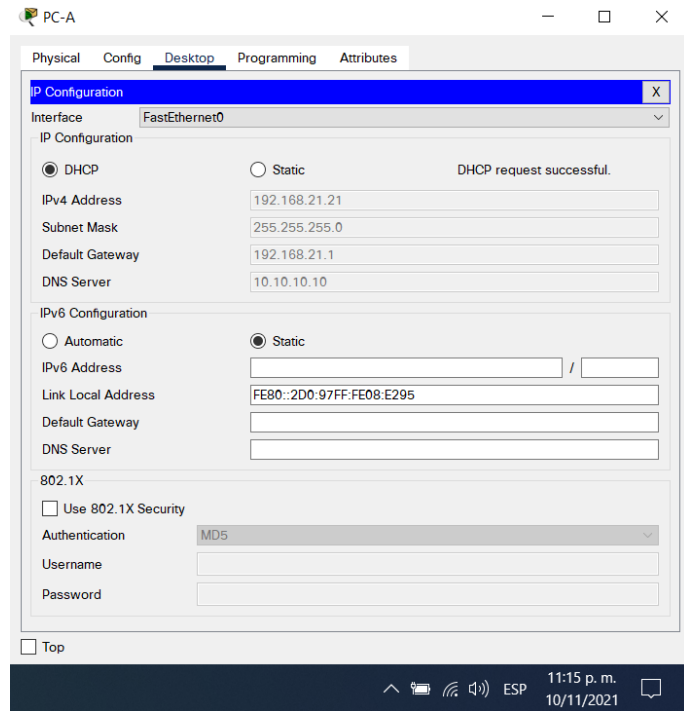 PC-A
Physical Config Desktop Programming Attributes
IP Configuration X
Interface FastEthernet0
IP Configuration
DHCP Static DHCP request successful.
IPv4 Address 192.168.21.21
Subnet Mask 255.255.255.0
Default Gateway 192.168.21.1
DNS Server 10.10.10.10
IPv6 Configuration
Automatic Static
IPv6 Address /
Link Local Address FE80::2D0:97FF:FE08:E295
Default Gateway
DNS Server
802.1X
Use 802.1X Security
Authentication MD5
Username
Password
Top
ESP 11:15 p. m.
10/11/2021